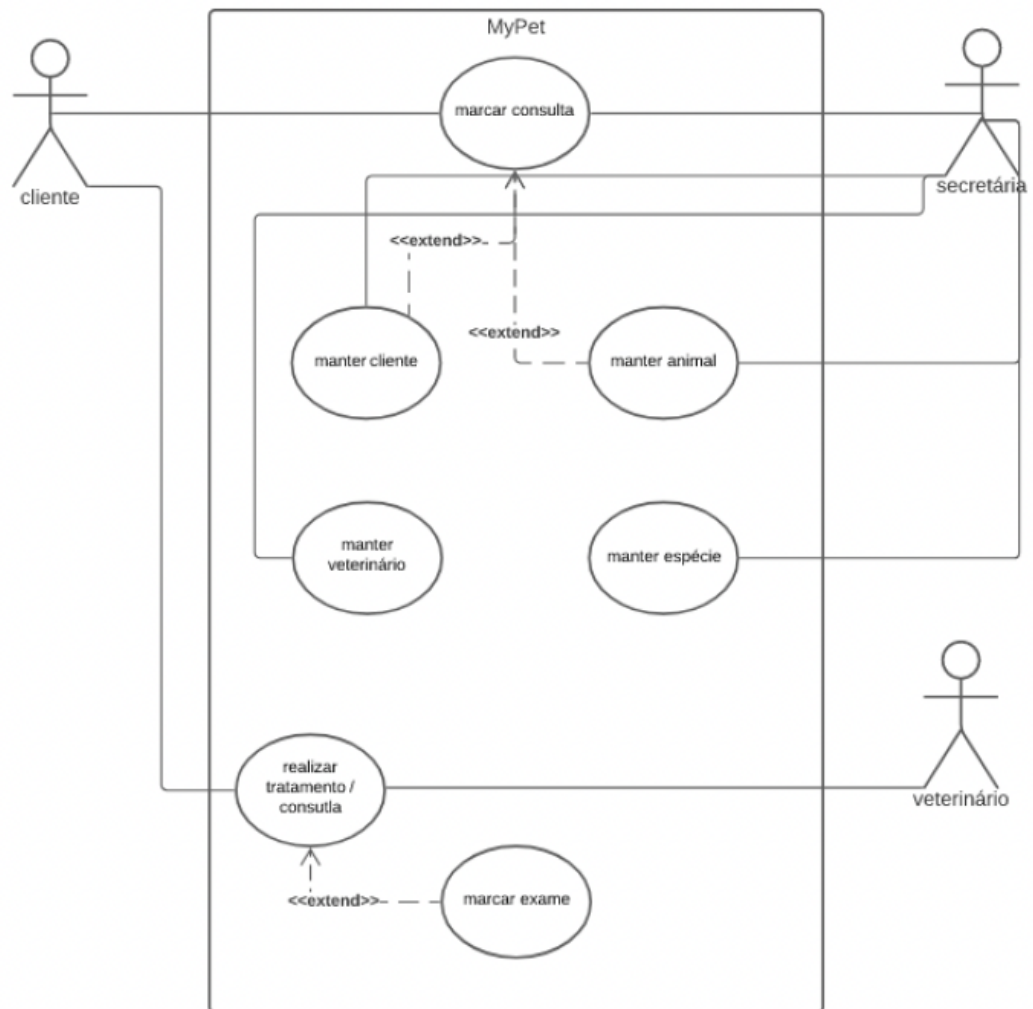 MyPet
marcar consulta
cliente
secretária
<<extend>>
<<extend>>
manter cliente
manter animal
manter
veterinário
manter espécie
realizar
tratamento /
consutla
veterinário
<<extend>>
marcar exame